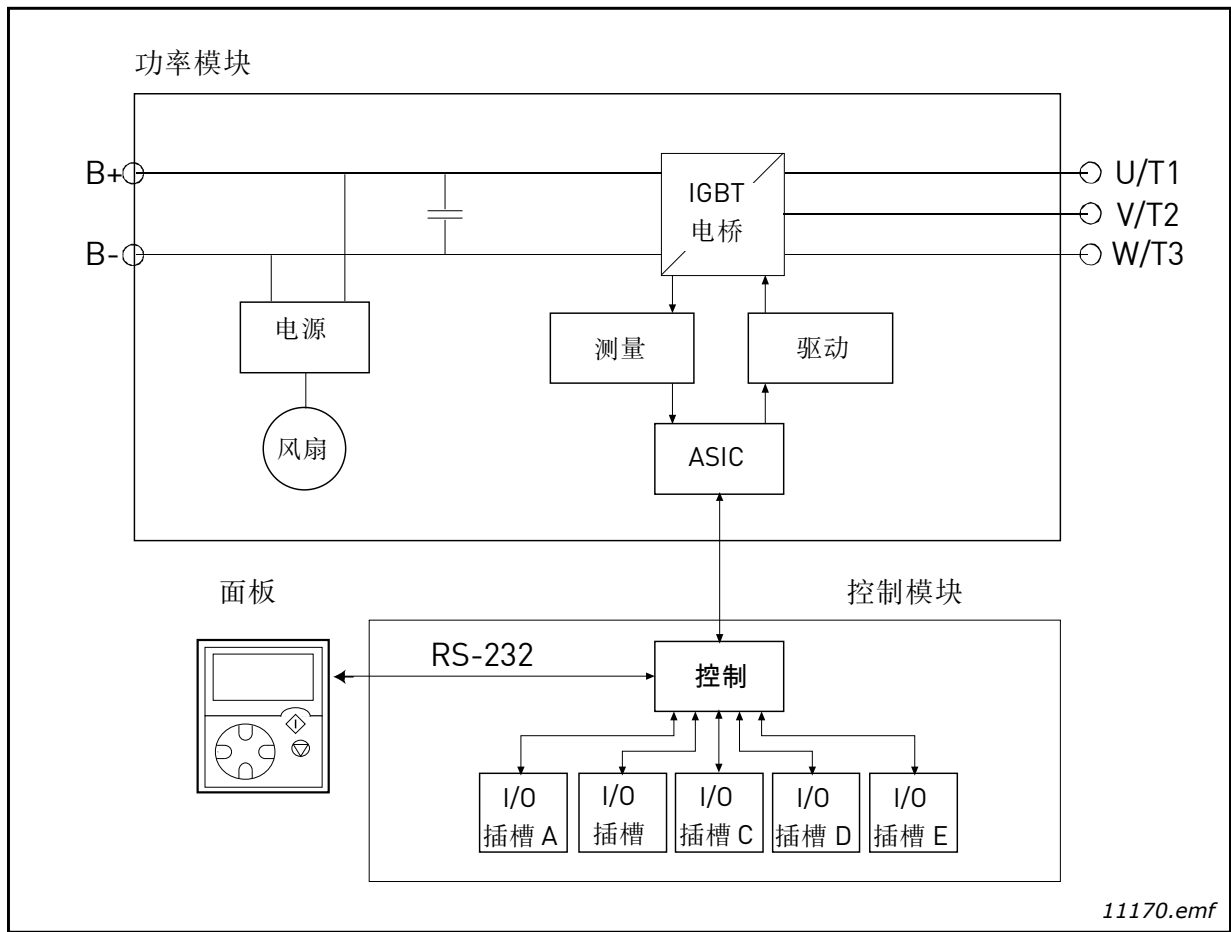 功率模块
B+
IGBT
电桥
U/T1
V/T2
B-
W/T3
电源
测量
驱动
风扇
ASIC
面板
控制模块
RS-232
控制
I/O
插槽 A
I/O
插槽
I/O
插槽 C
I/O
插槽 D
I/O
插槽 E
11170.emf